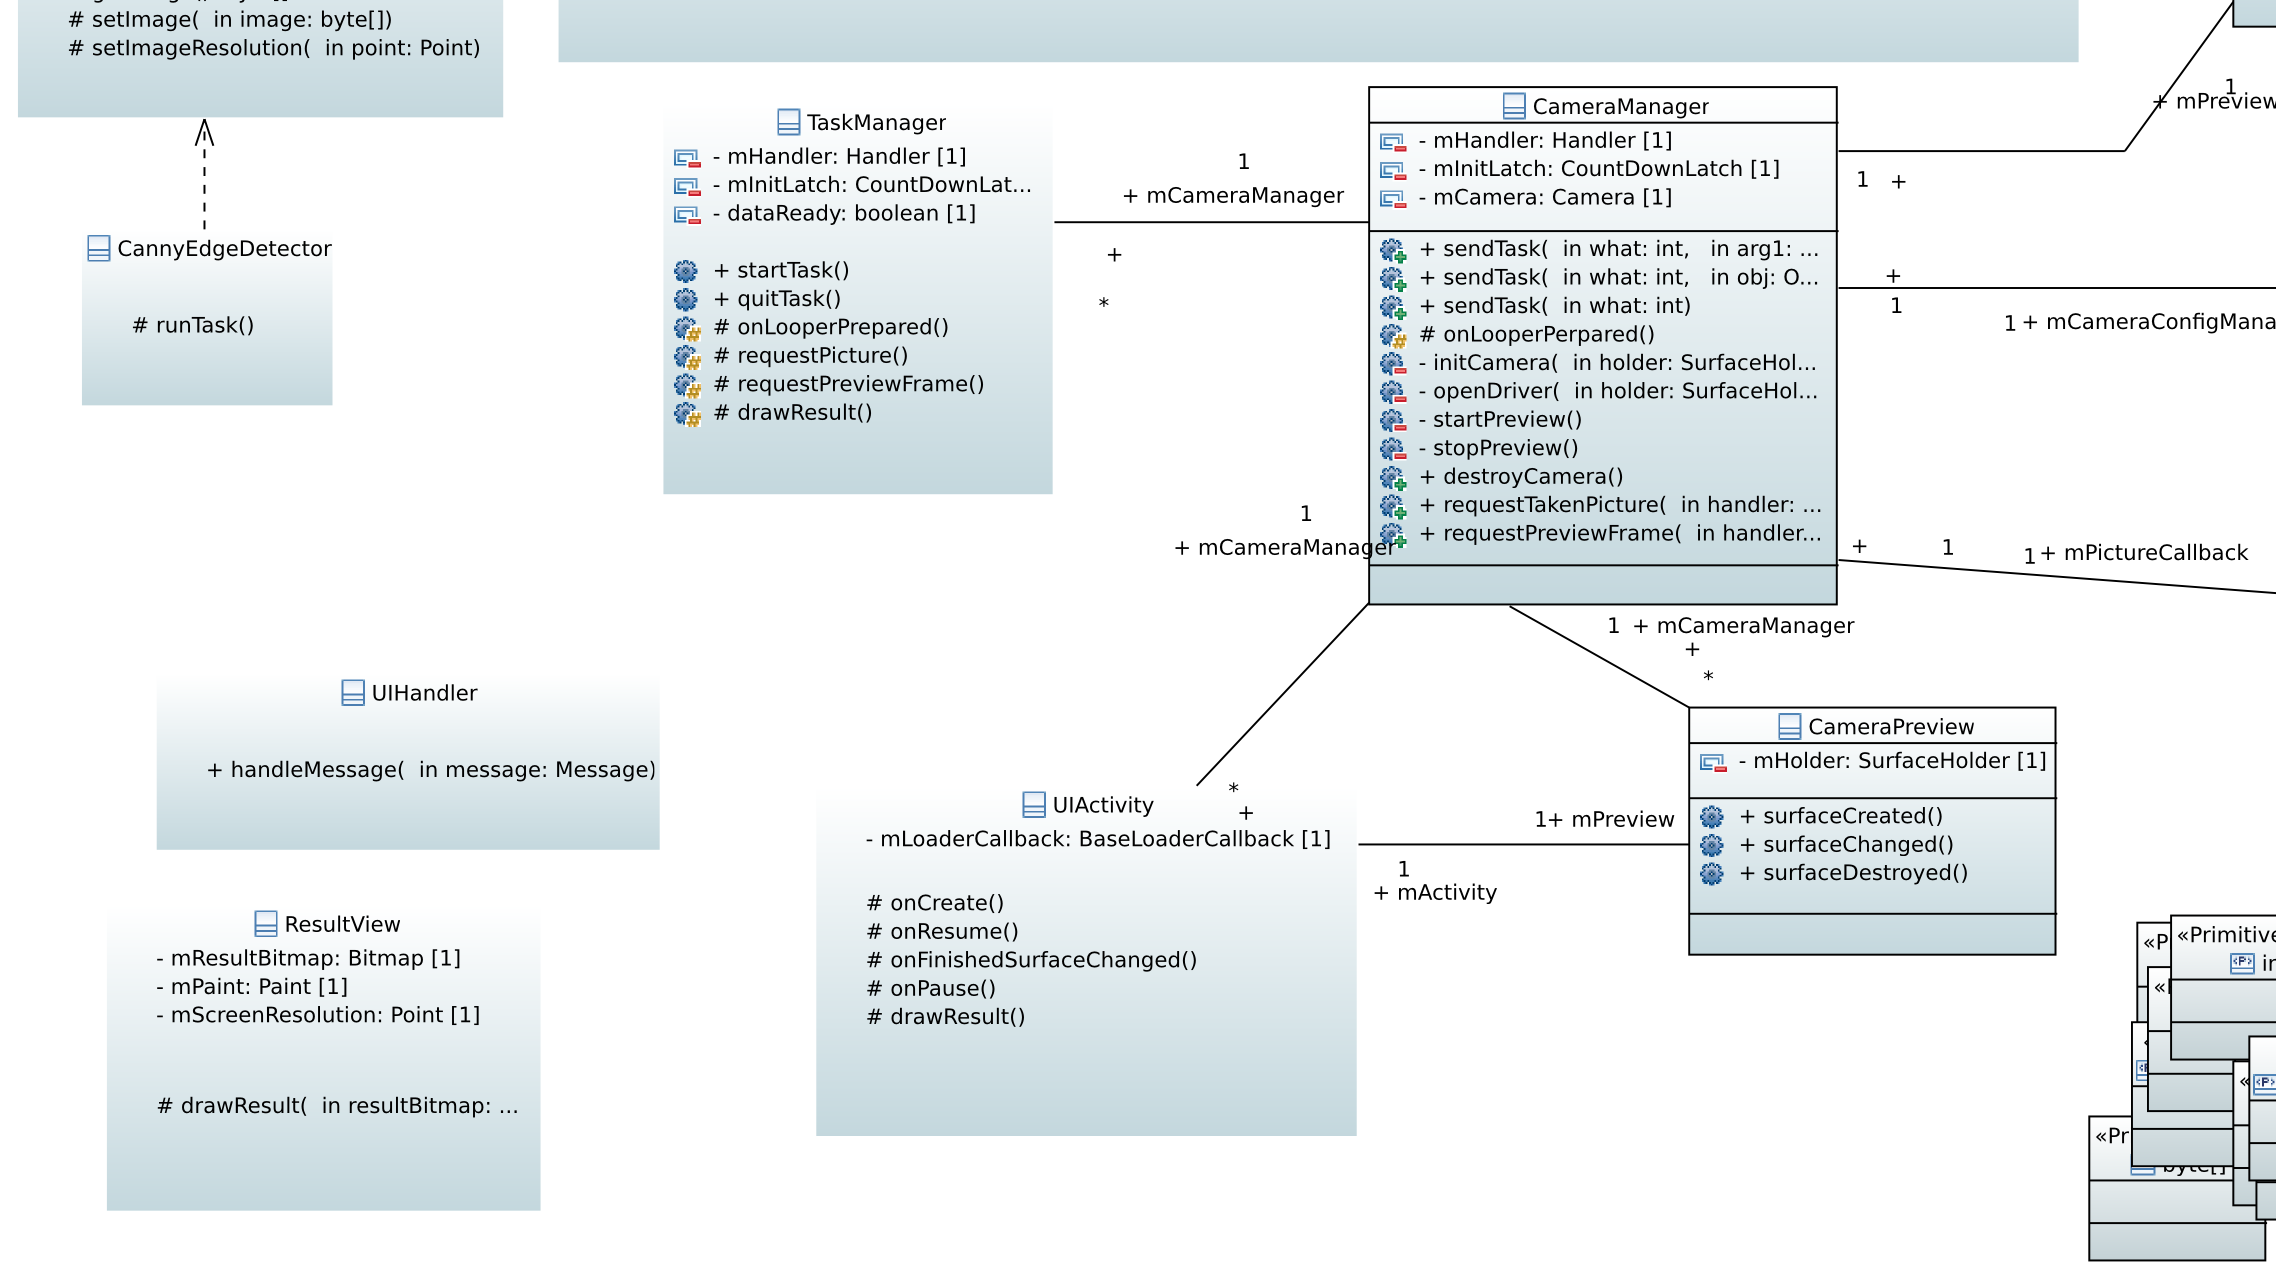 # setImage(  in image: byte[])
# setImageResolution(  in point: Point)
CannyEdgeDetector
# runTask()
TaskManager
- mHandler: Handler [1]
- mInitLatch: CountDownLat...
- dataReady: boolean [1]
+ startTask()
+ quitTask()
# onLooperPrepared()
# requestPicture()
# requestPreviewFrame()
# drawResult()
1
+ mCameraManager
+
*
CameraManager
- mHandler: Handler [1]
- mInitLatch: CountDownLatch [1]
- mCamera: Camera [1]
+ sendTask(  in what: int,   in arg1: ...
+ sendTask(  in what: int,   in obj: O...
+ sendTask(  in what: int)
# onLooperPerpared()
- initCamera(  in holder: SurfaceHol...
- openDriver(  in holder: SurfaceHol...
- startPreview()
- stopPreview()
+ destroyCamera()
+ requestTakenPicture(  in handler: ...
+ requestPreviewFrame(  in handler...
1
+ mPreview
1 +
+
1
1 + mCameraConfigMana
+ 1 1 + mPictureCallback
1
+ mCameraManager
1 + mCameraManager
+
*
UIHandler
+ handleMessage(  in message: Message)
ResultView
- mResultBitmap: Bitmap [1]
- mPaint: Paint [1]
- mScreenResolution: Point [1]
# drawResult(  in resultBitmap: ...
*
+
UIActivity
- mLoaderCallback: BaseLoaderCallback [1]
# onCreate()
# onResume()
# onFinishedSurfaceChanged()
# onPause()
# drawResult()
1+ mPreview
1
+ mActivity
CameraPreview
- mHolder: SurfaceHolder [1]
+ surfaceCreated()
+ surfaceChanged()
+ surfaceDestroyed()
«P
«Primitive
in
«Pr
byte[]